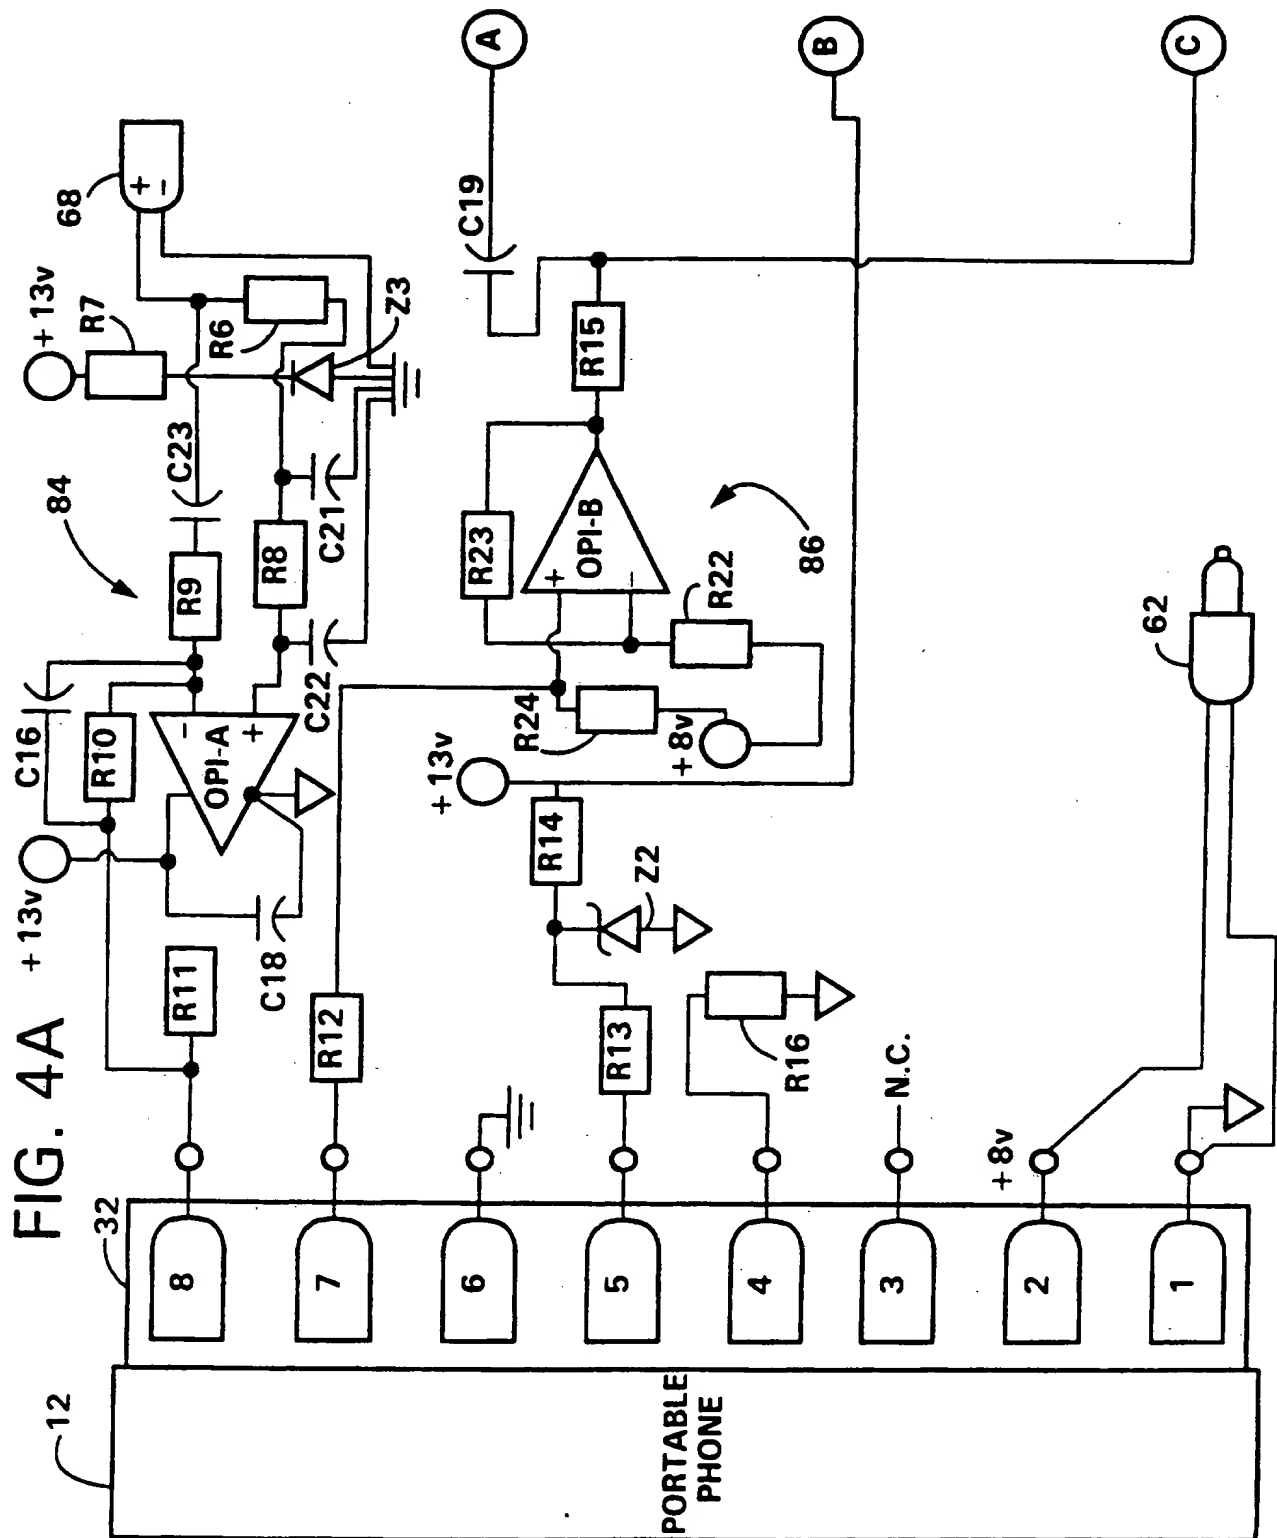 FIG. 4A
12
32
PORTABLE
PHONE
8
7
6
5
4
3
2
1
+8v
N.C.
R11
R12
R13
R16
+13v
C18
C16
R10
OPI-A
-
+
84
R9
C23
R8
C22
C21
+13v
R7
R6
Z3
68
+
-
+13v
R14
Z2
R24
+8v
R22
R23
OPI-B
+
-
86
R15
C19
62
A
B
C